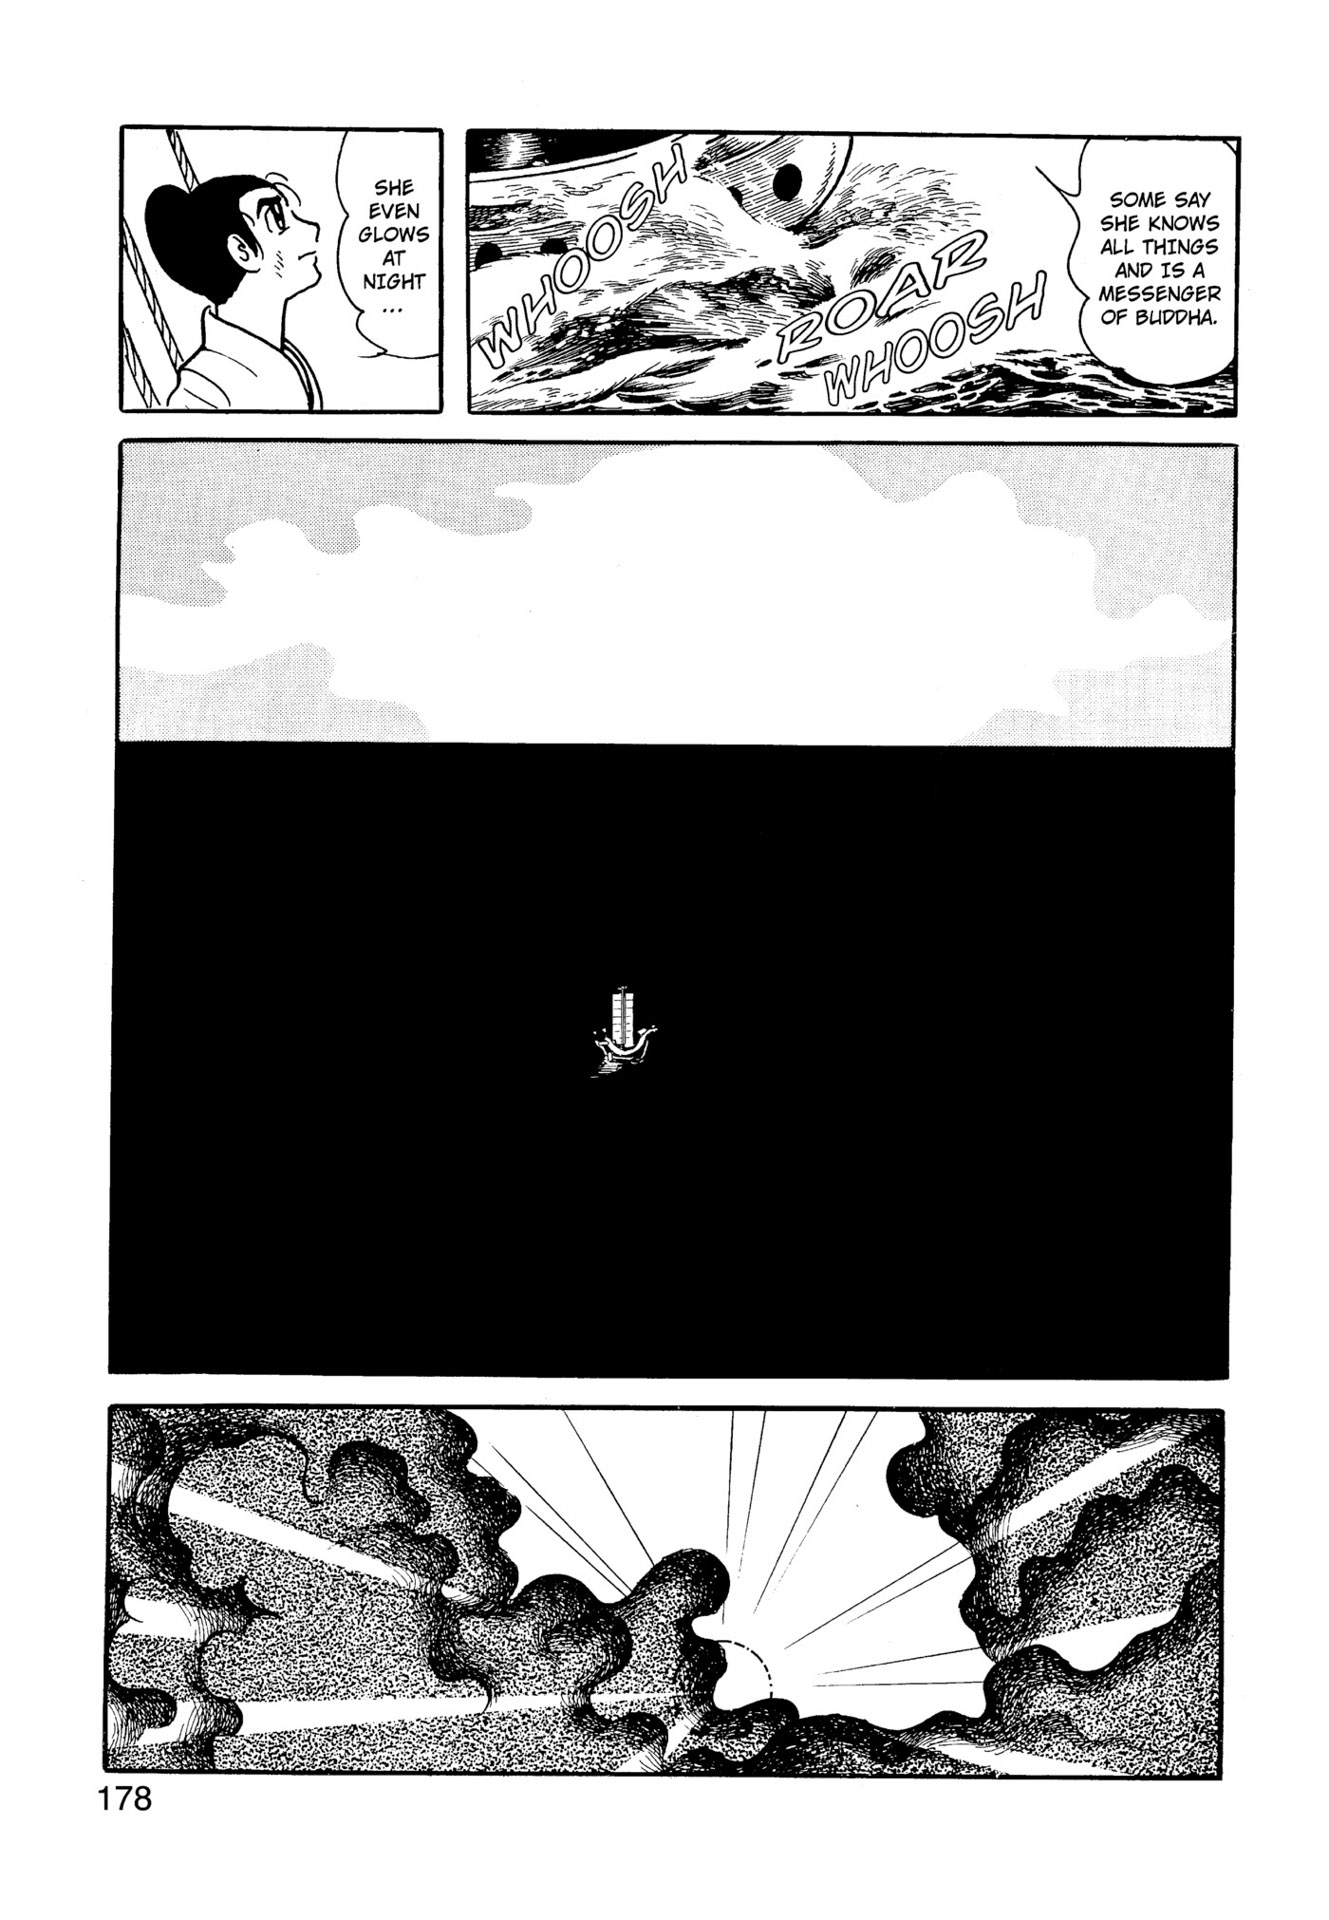 SOME SAY
SHE KNOWS
ALL THINGS
AND IS A
MESSENGER
OF BUDDHA.
WHOOSH
ROAR
WHOOSH
SHE
EVEN
GLOWS
AT
NIGHT
...
178